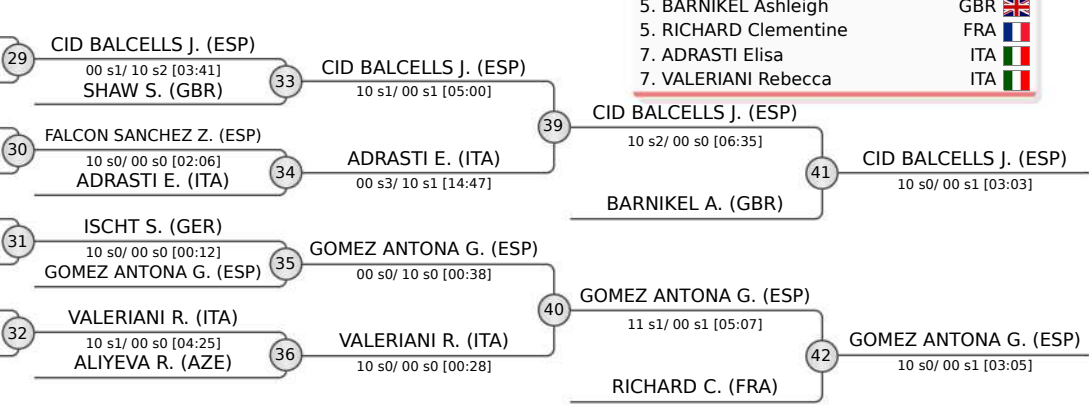 5. BARNIKEL Ashleigh GBR
5. RICHARD Clementine FRA
7. ADRASTI Elisa ITA
7. VALERIANI Rebecca ITA
29
CID BALCELLS J. (ESP)
00 s1/ 10 s2 [03:41]
SHAW S. (GBR)
30
FALCON SANCHEZ Z. (ESP)
10 s0/ 00 s0 [02:06]
ADRASTI E. (ITA)
31
ISCHT S. (GER)
10 s0/ 00 s0 [00:12]
GOMEZ ANTONA G. (ESP)
32
VALERIANI R. (ITA)
10 s1/ 00 s0 [04:25]
ALIYEVA R. (AZE)
33
CID BALCELLS J. (ESP)
10 s1/ 00 s1 [05:00]
34
ADRASTI E. (ITA)
00 s3/ 10 s1 [14:47]
35
GOMEZ ANTONA G. (ESP)
00 s0/ 10 s0 [00:38]
36
VALERIANI R. (ITA)
10 s0/ 00 s0 [00:28]
39
CID BALCELLS J. (ESP)
10 s2/ 00 s0 [06:35]
BARNIKEL A. (GBR)
40
GOMEZ ANTONA G. (ESP)
11 s1/ 00 s1 [05:07]
RICHARD C. (FRA)
41
CID BALCELLS J. (ESP)
10 s0/ 00 s1 [03:03]
42
GOMEZ ANTONA G. (ESP)
10 s0/ 00 s1 [03:05]